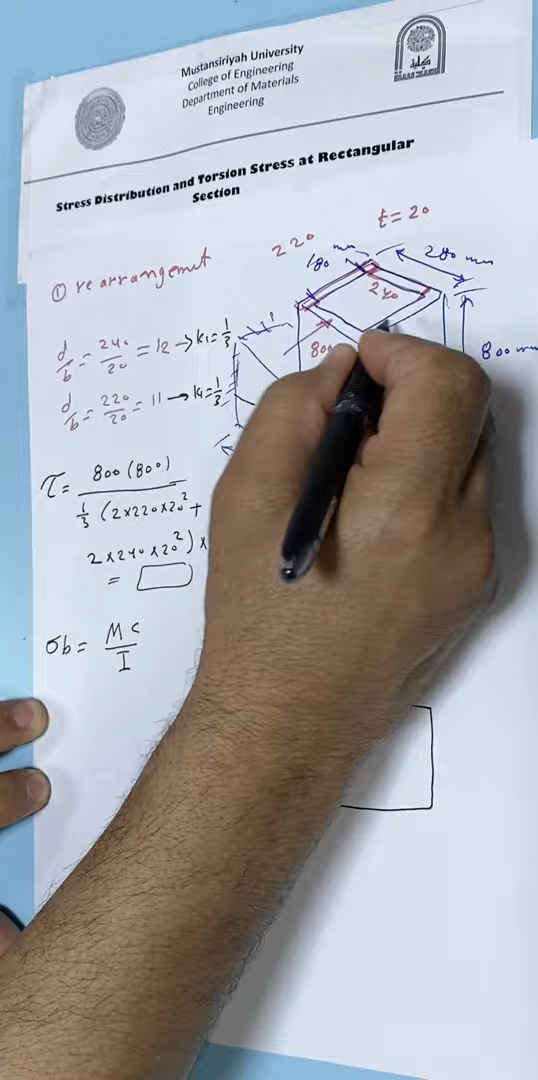 Mustansiriyah University
College of Engineering
Department of Materials
Engineering
Stress Distribution and Torsion Stress at Rectangular
Section
① rearrangemut
220
t = 20
180 mm
280 mm
240
800
800 mm
d/b = 240/20 = 12 → k₁ = 1/3
d/b = 220/20 = 11 → k₁ = 1/3
τ = 800 (800)
1/3 (2×220×20² +
2×240×20²) ×
= □
σb = Mc/I